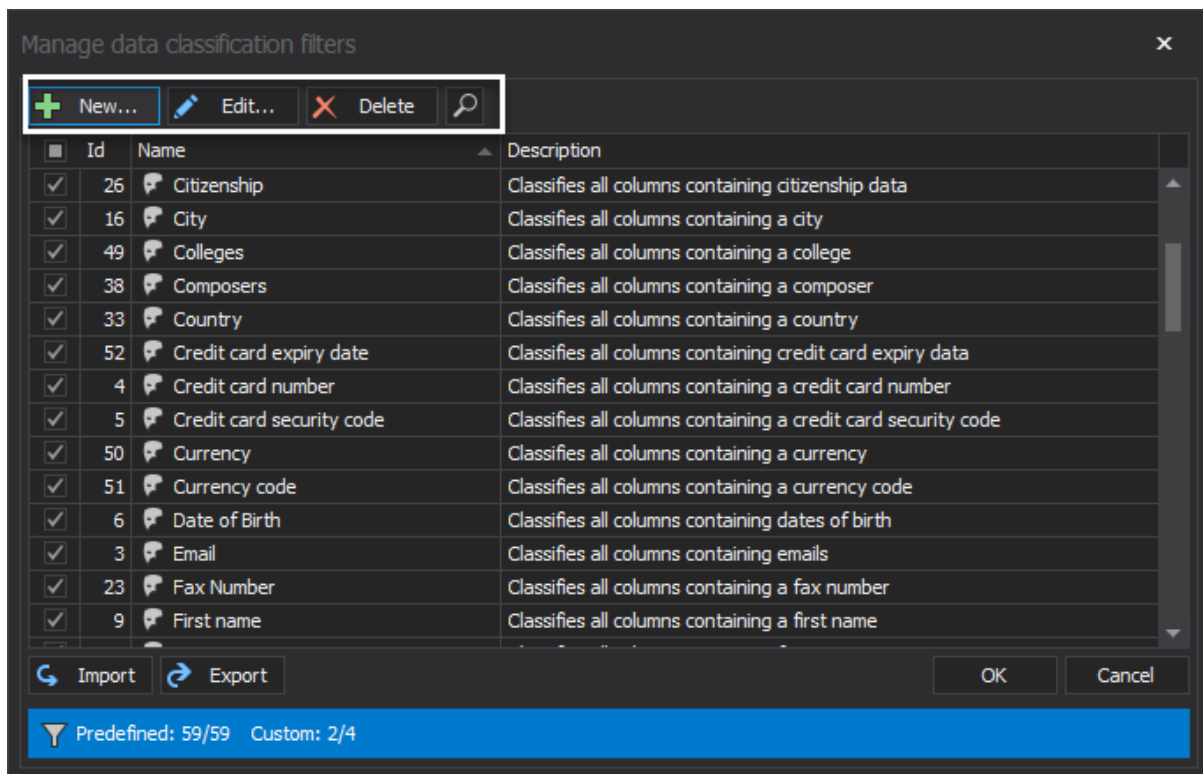 Manage data classification filters
New... Edit... Delete
Id Name Description
26 Citizenship Classifies all columns containing citizenship data
16 City Classifies all columns containing a city
49 Colleges Classifies all columns containing a college
38 Composers Classifies all columns containing a composer
33 Country Classifies all columns containing a country
52 Credit card expiry date Classifies all columns containing credit card expiry data
4 Credit card number Classifies all columns containing a credit card number
5 Credit card security code Classifies all columns containing a credit card security code
50 Currency Classifies all columns containing a currency
51 Currency code Classifies all columns containing a currency code
6 Date of Birth Classifies all columns containing dates of birth
3 Email Classifies all columns containing emails
23 Fax Number Classifies all columns containing a fax number
9 First name Classifies all columns containing a first name
Import Export OK Cancel
Predefined: 59/59 Custom: 2/4